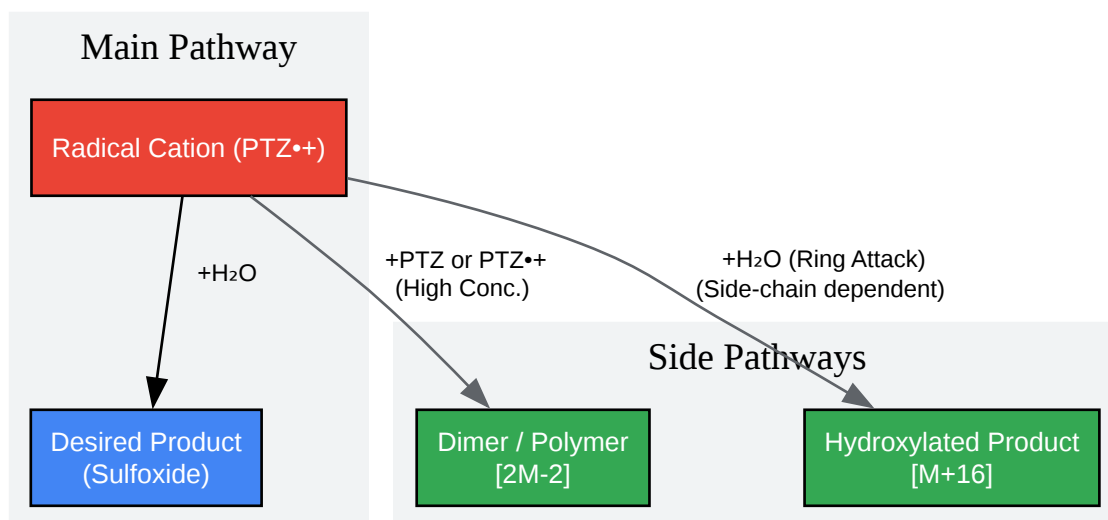 Main Pathway
Radical Cation (PTZ•+)
+H₂O
+PTZ or PTZ•+
(High Conc.)
+H₂O (Ring Attack)
(Side-chain dependent)
Side Pathways
Desired Product
(Sulfoxide)
Dimer / Polymer
[2M-2]
Hydroxylated Product
[M+16]